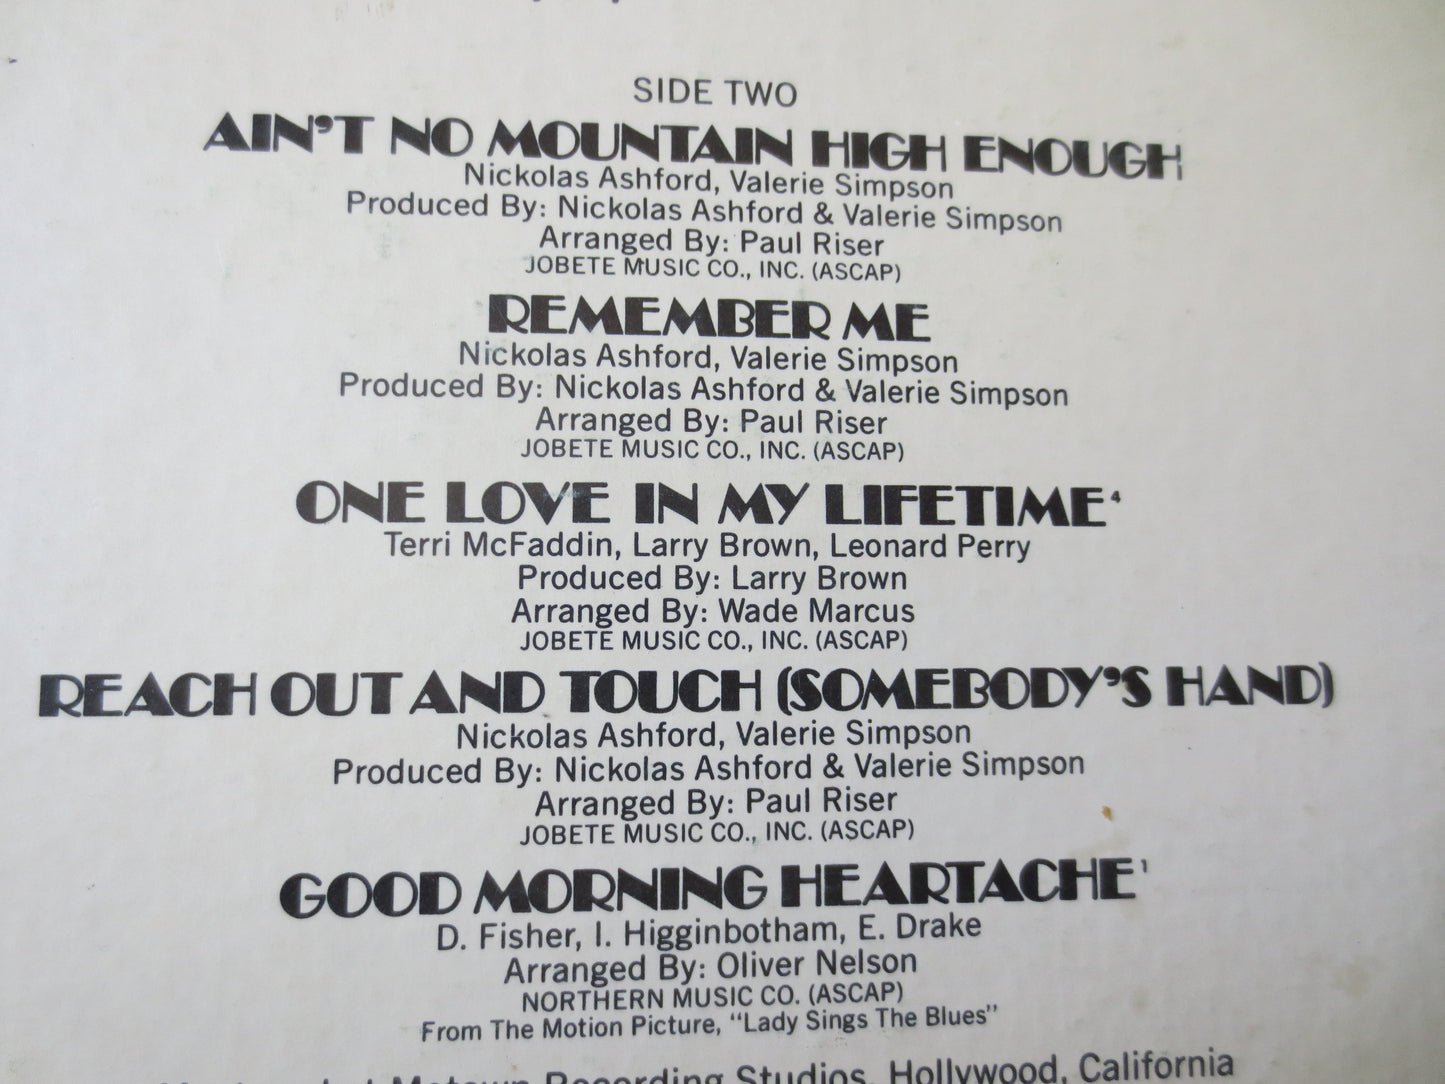 SIDE TWO
AIN'T NO MOUNTAIN HIGH ENOUGH
Nickolas Ashford, Valerie Simpson
Produced By: Nickolas Ashford & Valerie Simpson
Arranged By: Paul Riser
JOBETE MUSIC CO., INC. (ASCAP)
REMEMBER ME
Nickolas Ashford, Valerie Simpson
Produced By: Nickolas Ashford & Valerie Simpson
Arranged By: Paul Riser
JOBETE MUSIC CO., INC. (ASCAP)
ONE LOVE IN MY LIFETIME⁴
Terri McFaddin, Larry Brown, Leonard Perry
Produced By: Larry Brown
Arranged By: Wade Marcus
JOBETE MUSIC CO., INC. (ASCAP)
REACH OUT AND TOUCH (SOMEBODY'S HAND)
Nickolas Ashford, Valerie Simpson
Produced By: Nickolas Ashford & Valerie Simpson
Arranged By: Paul Riser
JOBETE MUSIC CO., INC. (ASCAP)
GOOD MORNING HEARTACHE¹
D. Fisher, I. Higginbotham, E. Drake
Arranged By: Oliver Nelson
NORTHERN MUSIC CO. (ASCAP)
From The Motion Picture, "Lady Sings The Blues"
Motown Recording Studios, Hollywood, California